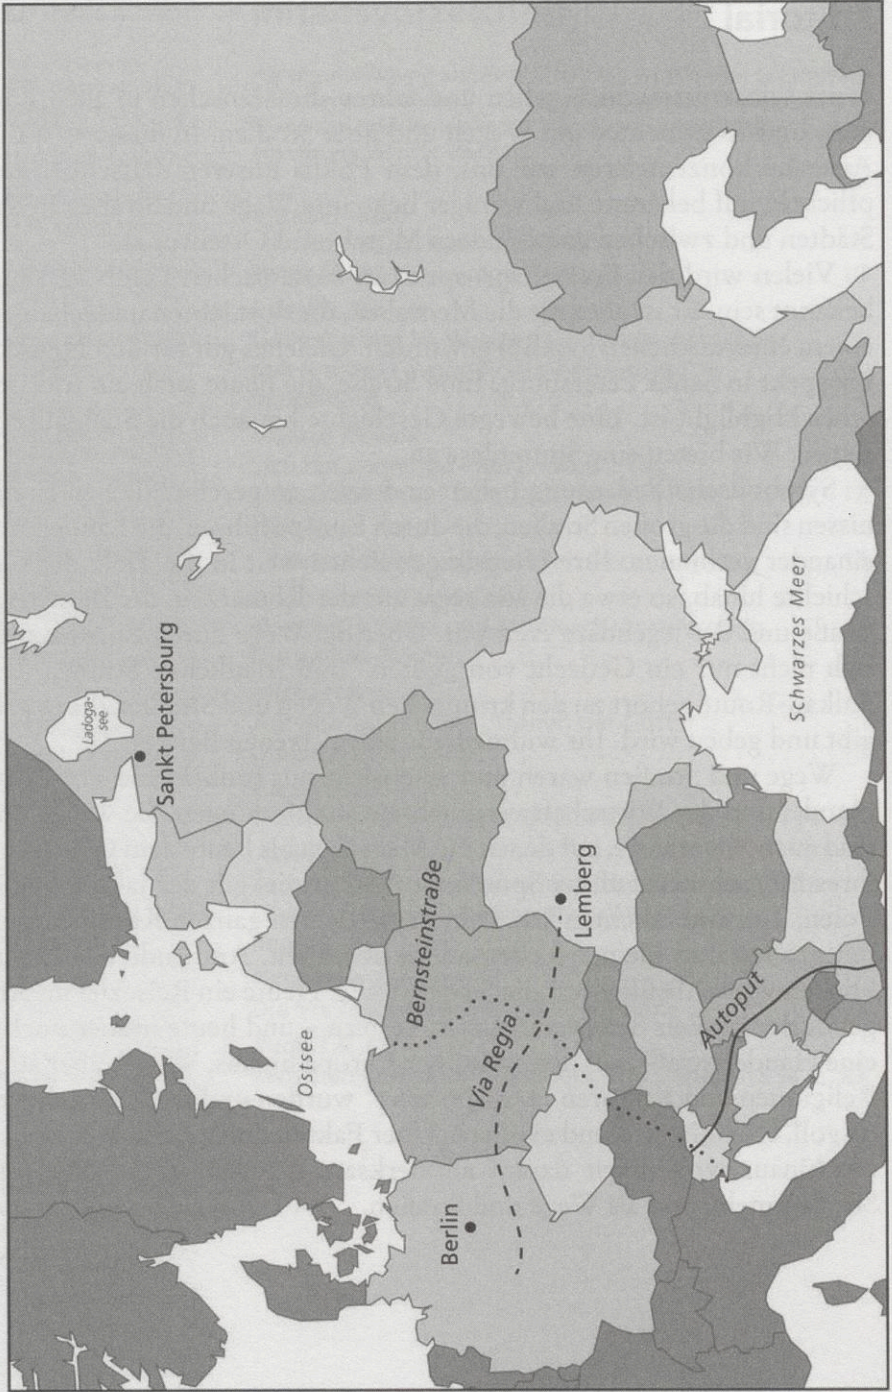 Ladoga-
see
Sankt Petersburg
Ostsee
Bernsteinstraße
Berlin
Via Regia
Lemberg
Autoput
Schwarzes Meer